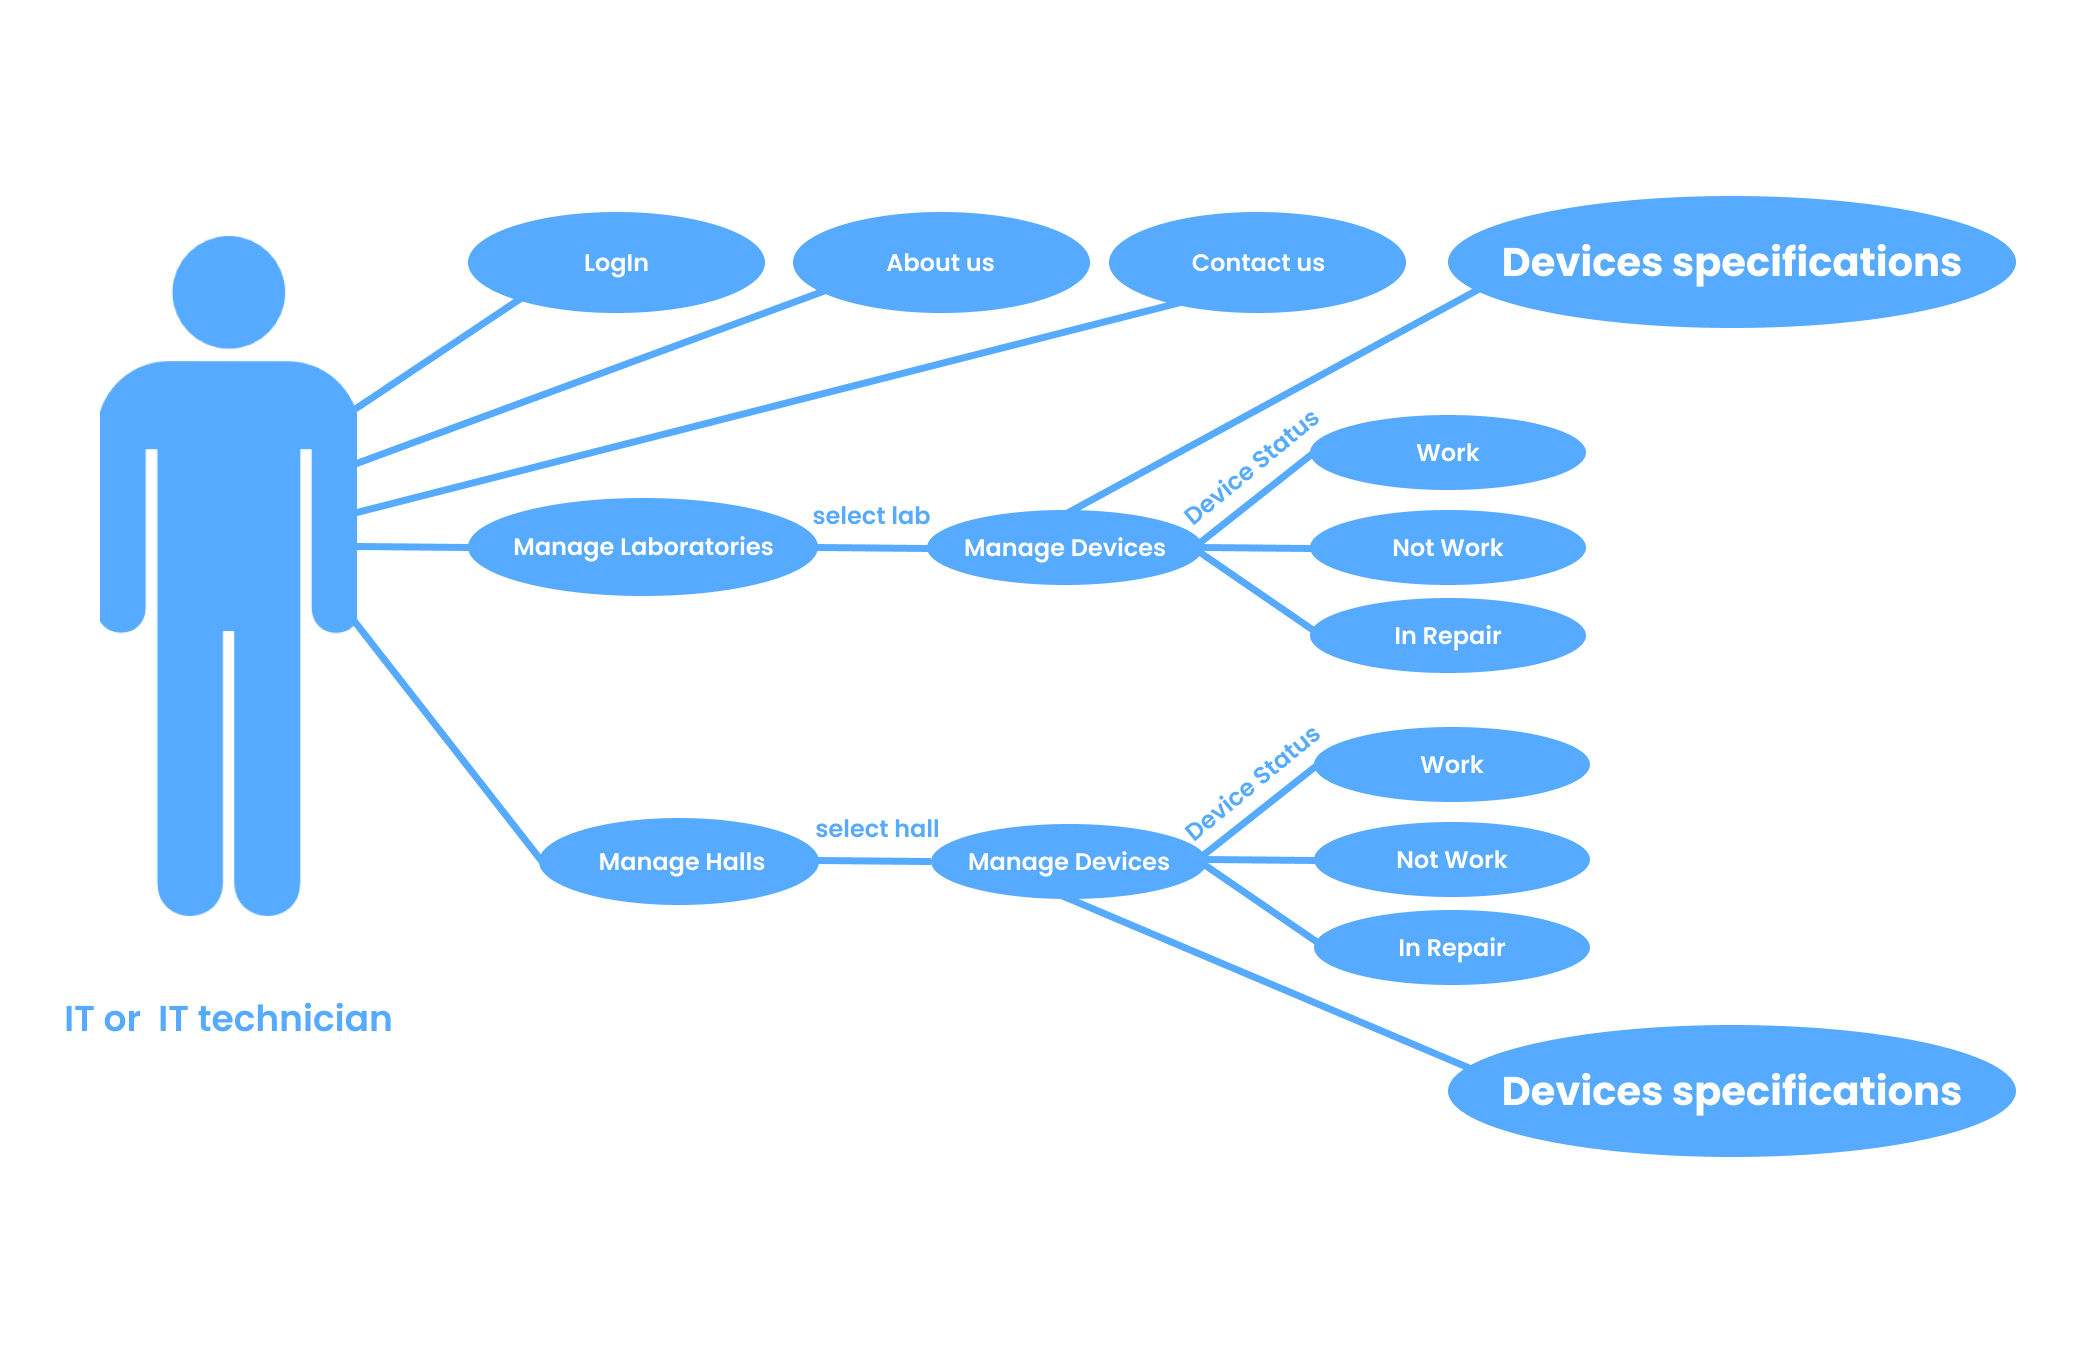 LogIn
About us
Contact us
Devices specifications
Device Status
Work
select lab
Manage Laboratories
Manage Devices
Not Work
In Repair
Device Status
Work
select hall
Manage Halls
Manage Devices
Not Work
In Repair
IT or  IT technician
Devices specifications